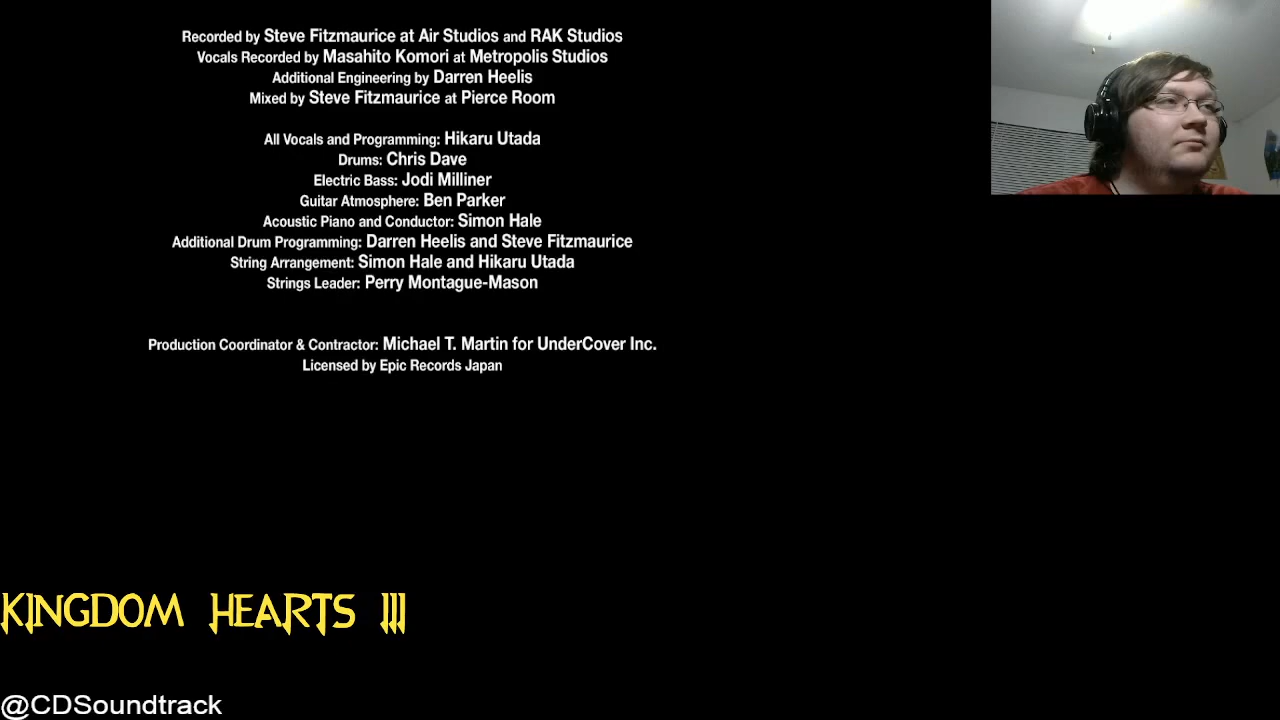 Recorded by Steve Fitzmaurice at Air Studios and RAK Studios
Vocals Recorded by Masahito Komori at Metropolis Studios
Additional Engineering by Darren Heelis
Mixed by Steve Fitzmaurice at Pierce Room
All Vocals and Programming: Hikaru Utada
Drums: Chris Dave
Electric Bass: Jodi Milliner
Guitar Atmosphere: Ben Parker
Acoustic Piano and Conductor: Simon Hale
Additional Drum Programming: Darren Heelis and Steve Fitzmaurice
String Arrangement: Simon Hale and Hikaru Utada
Strings Leader: Perry Montague-Mason
Production Coordinator & Contractor: Michael T. Martin for UnderCover Inc.
Licensed by Epic Records Japan
KINGDOM HEARTS III
@CDSoundtrack